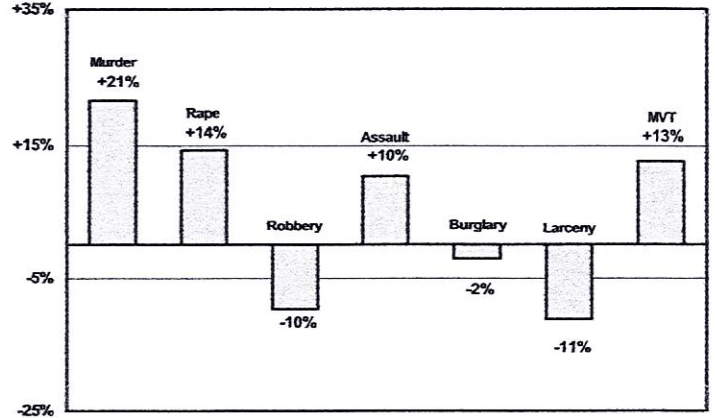 +35%
Murder
+21%
Rape
+14%
MVT
+13%
Assault
+10%
+15%
Robbery
Burglary
Larceny
-5%
-2%
-10%
-11%
-25%